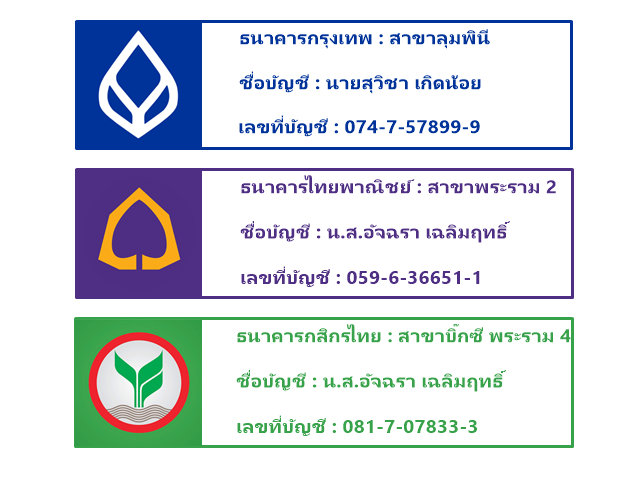 ธนาคารกรุงเทพ : สาขาลุมพินี
ชื่อบัญชี : นายสุวิชา เกิดน้อย
เลขที่บัญชี : 074-7-57899-9
ธนาคารไทยพาณิชย์ : สาขาพระราม 2
ชื่อบัญชี : น.ส.อัจฉรา เฉลิมฤทธิ์
เลขที่บัญชี : 059-6-36651-1
ธนาคารกสิกรไทย : สาขาบิ๊กซี พระราม 4
ชื่อบัญชี : น.ส.อัจฉรา เฉลิมฤทธิ์
เลขที่บัญชี : 081-7-07833-3